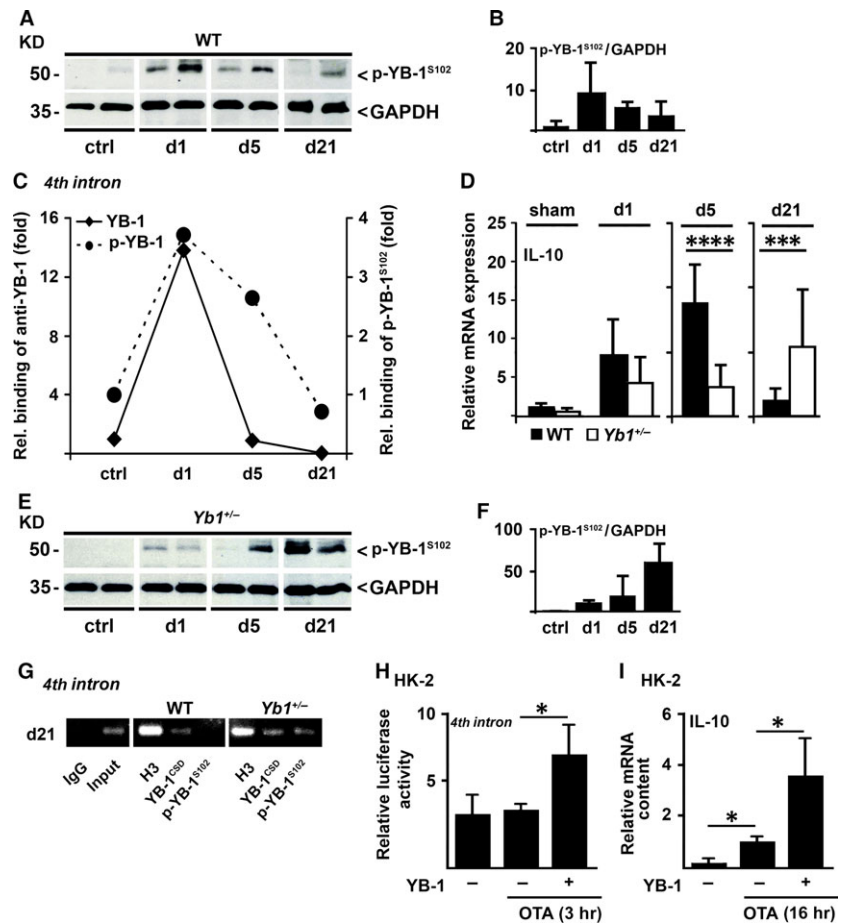 A
KD
WT
50 -
< p-YB-1S102
35 -
< GAPDH
ctrl d1 d5 d21
B
p-YB-1S102/GAPDH
20
10
ctrl d1 d5 d21
C 4th intron
YB-1
p-YB-1
Rel. binding of anti-YB-1 (fold)
16
12
8
4
Rel. binding of p-YB-1S102 (fold)
4
3
2
1
ctrl d1 d5 d21
D
sham d1 d5 d21
**** ***
IL-10
Relative mRNA expression
25
20
15
10
5
0
WT Yb1+/–
E
KD
Yb1+/–
50 -
< p-YB-1S102
35 -
< GAPDH
ctrl d1 d5 d21
F
p-YB-1S102/GAPDH
100
50
ctrl d1 d5 d21
G 4th intron
WT Yb1+/–
d21
IgG Input H3 YB-1CSD p-YB-1S102 H3 YB-1CSD p-YB-1S102
H HK-2
4th intron
*
Relative luciferase activity
10
5
YB-1 – – +
OTA (3 hr)
I HK-2
IL-10
* *
Relative mRNA content
6
4
2
YB-1 – – +
OTA (16 hr)